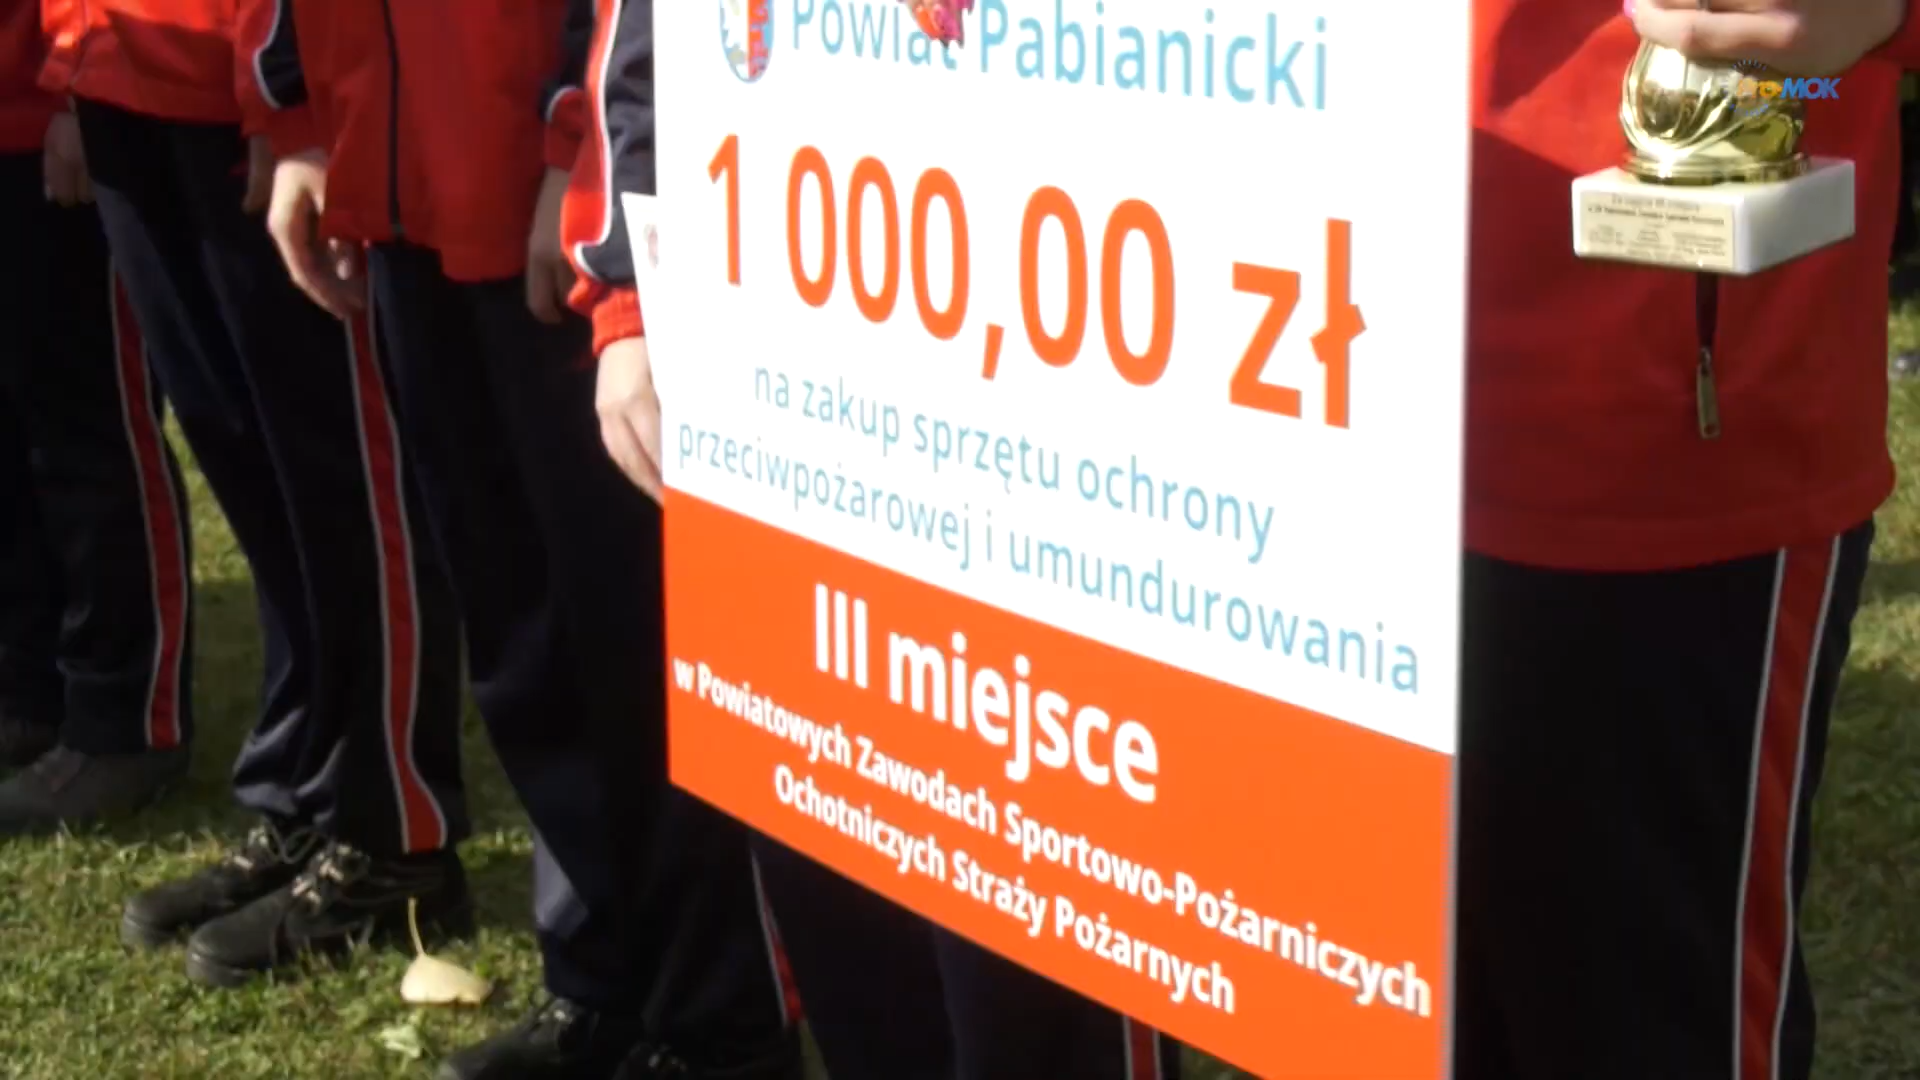 Powiat Pabianicki
1 000,00 zł
na zakup sprzętu ochrony
przeciwpożarowej i umundurowania
III miejsce
w Powiatowych Zawodach Sportowo-Pożarniczych
Ochotniczych Straży Pożarnych
MOK